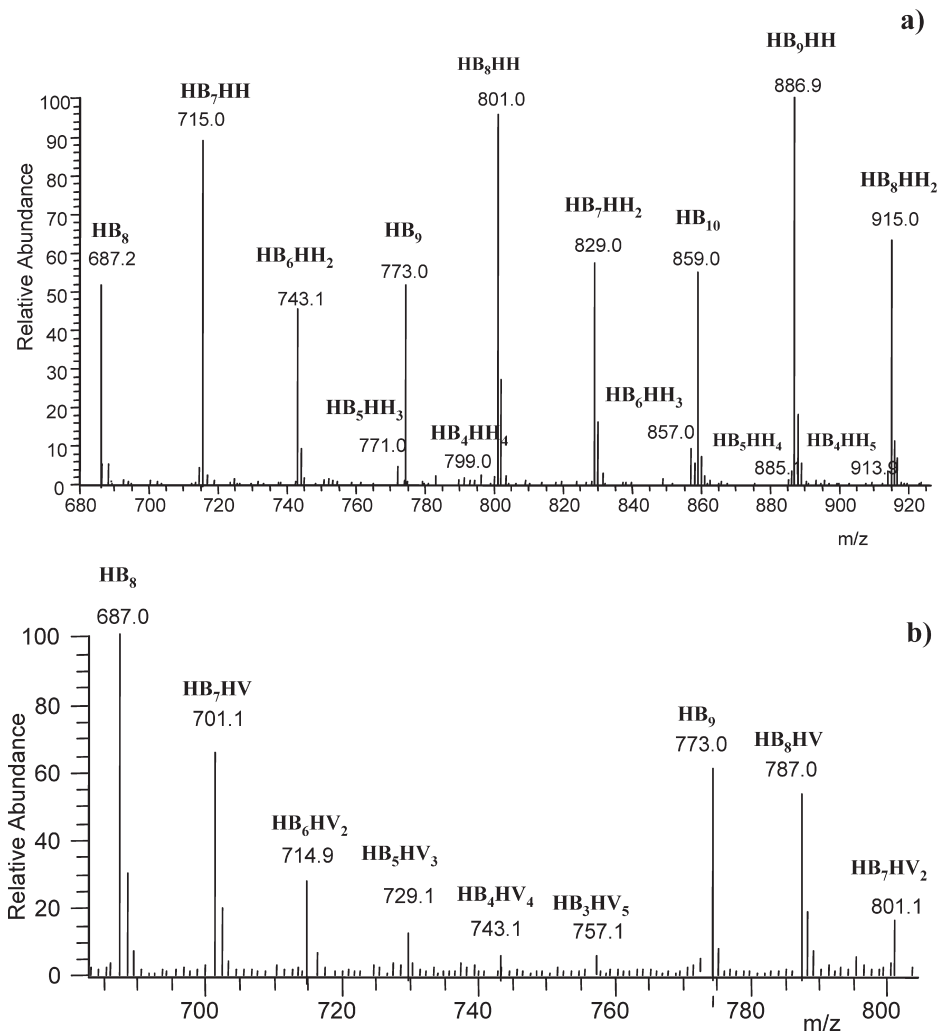 a)
HB9HH
886.9
HB8HH
801.0
HB7HH
715.0
HB8HH2
915.0
HB7HH2
829.0
HB10
859.0
HB8
687.2
HB9
773.0
HB6HH2
743.1
HB5HH3
771.0
HB4HH4
799.0
HB6HH3
857.0
HB5HH4
885.
HB4HH5
913.9
Relative Abundance
100
90
80
70
60
50
40
30
20
10
0
680 700 720 740 760 780 800 820 840 860 880 900 920
m/z
b)
HB8
687.0
HB7HV
701.1
HB9
773.0
HB8HV
787.0
HB6HV2
714.9
HB5HV3
729.1
HB4HV4
743.1
HB3HV5
757.1
HB7HV2
801.1
Relative Abundance
100
80
60
40
20
0
700 720 740 760 780 800
m/z